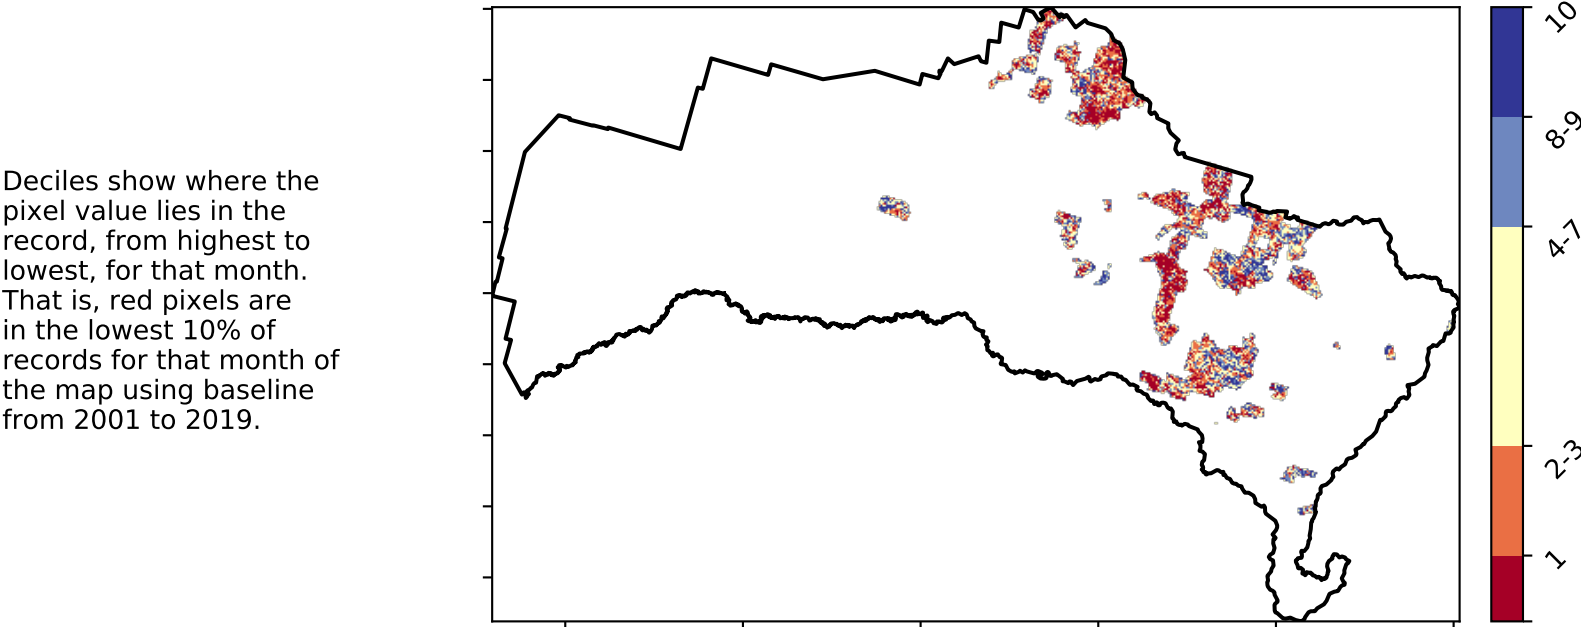 Deciles show where the
pixel value lies in the
record, from highest to
lowest, for that month.
That is, red pixels are
in the lowest 10% of
records for that month of
the map using baseline
from 2001 to 2019.
10
8-9
4-7
2-3
1